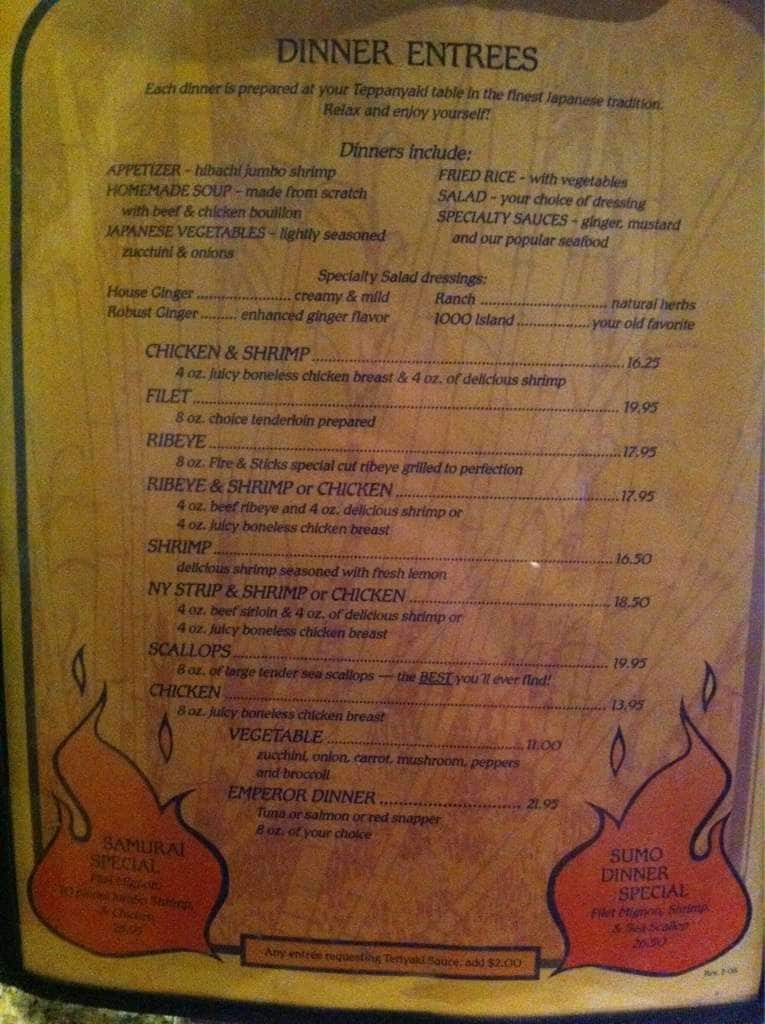 DINNER ENTREES
Each dinner is prepared at your Teppanyaki table in the finest Japanese tradition.
Relax and enjoy yourself!
Dinners include:
APPETIZER - hibachi jumbo shrimp
HOMEMADE SOUP - made from scratch
with beef & chicken bouillon
JAPANESE VEGETABLES - lightly seasoned
zucchini & onions
FRIED RICE - with vegetables
SALAD - your choice of dressing
SPECIALTY SAUCES - ginger, mustard
and our popular seafood
Specialty Salad dressings:
House Ginger ...................... creamy & mild
Robust Ginger ......... enhanced ginger flavor
Ranch .............................. natural herbs
1000 Island .................. your old favorite
CHICKEN & SHRIMP ...................... 16.25
4 oz. juicy boneless chicken breast & 4 oz. of delicious shrimp
FILET ...................... 19.95
8 oz. choice tenderloin prepared
RIBEYE ...................... 17.95
8 oz. Fire & Sticks special cut ribeye grilled to perfection
RIBEYE & SHRIMP or CHICKEN ...................... 17.95
4 oz. beef ribeye and 4 oz. delicious shrimp or
4 oz. juicy boneless chicken breast
SHRIMP ...................... 16.50
delicious shrimp seasoned with fresh lemon
NY STRIP & SHRIMP or CHICKEN ...................... 18.50
4 oz. beef sirloin & 4 oz. of delicious shrimp or
4 oz. juicy boneless chicken breast
SCALLOPS ...................... 19.95
8 oz. of large tender sea scallops — the BEST you'll ever find!
CHICKEN ...................... 13.95
8 oz. juicy boneless chicken breast
VEGETABLE ...................... 11.00
zucchini, onion, carrot, mushroom, peppers
and broccoli
EMPEROR DINNER ...................... 21.95
Tuna or salmon or red snapper
8 oz. of your choice
SAMURAI
SPECIAL
Filet Mignon,
10 pieces Jumbo Shrimp,
& Chicken
SUMO
DINNER
SPECIAL
Filet Mignon, Shrimp,
& Sea Scallop
26.50
Any entrée requesting Teriyaki Sauce, add $2.00